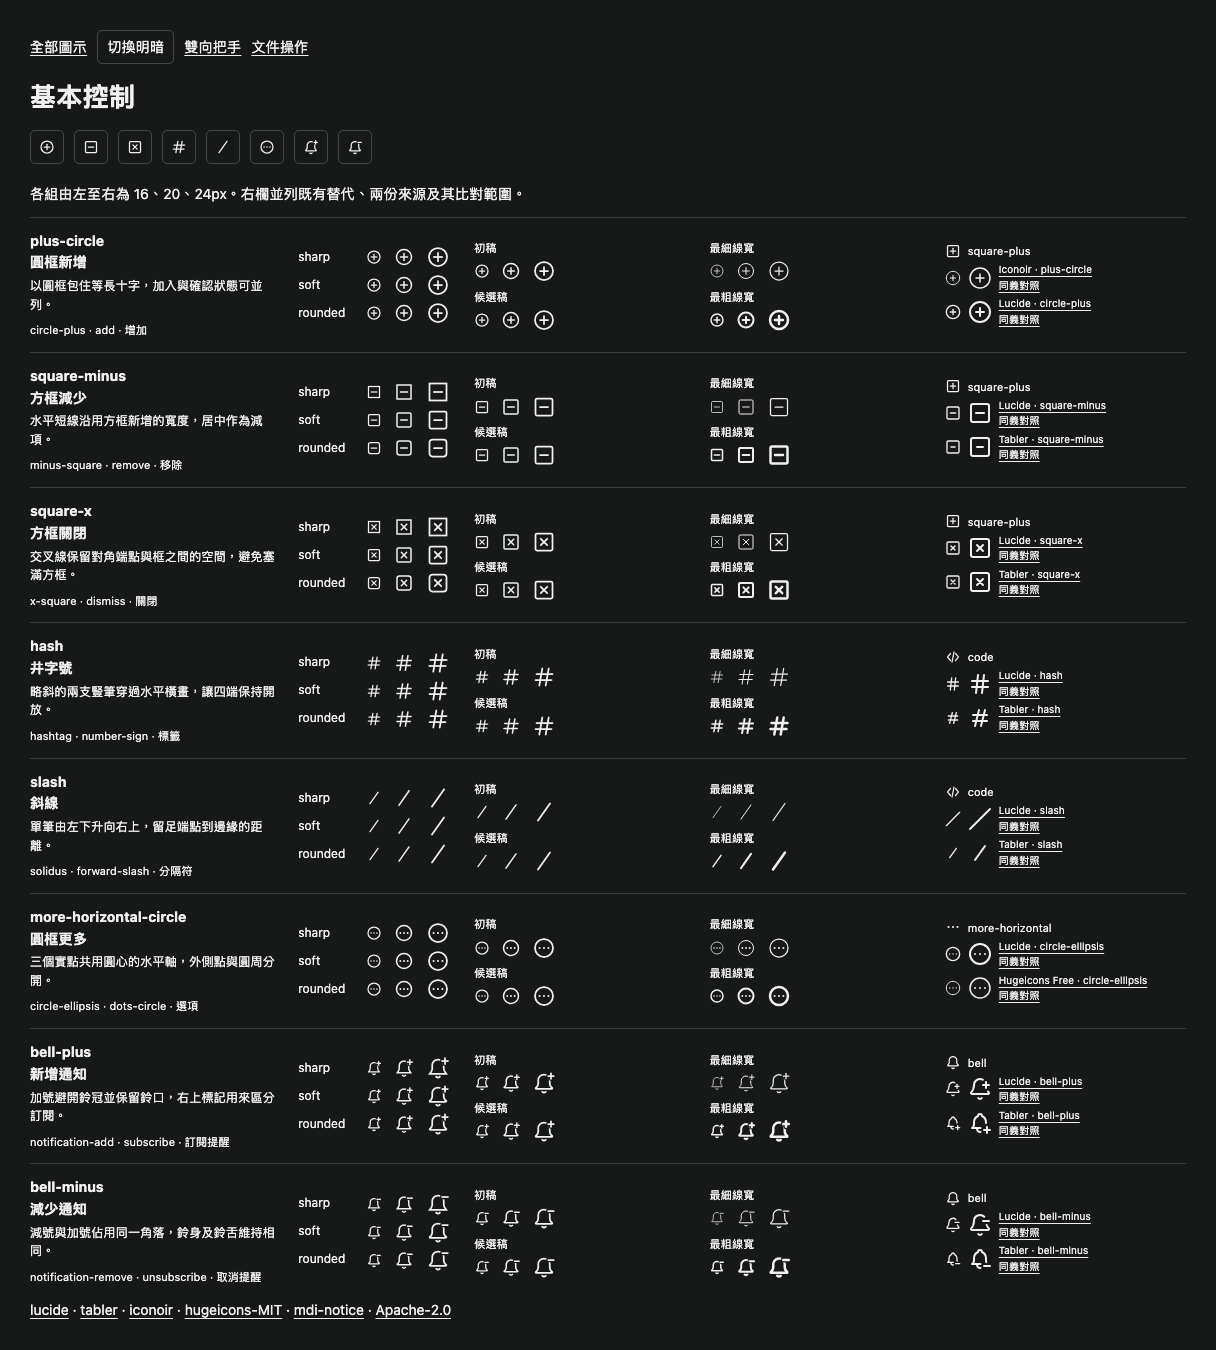 全部圖示 切換明暗 雙向把手 文件操作
基本控制
各組由左至右為 16、20、24px。右欄並列既有替代、兩份來源及其比對範圍。
plus-circle
圓框新增
以圓框包住等長十字，加入與確認狀態可並
列。
circle-plus · add · 增加
sharp
soft
rounded
初稿
候選稿
最細線寬
最粗線寬
square-plus
Iconoir · plus-circle
同義對照
Lucide · circle-plus
同義對照
square-minus
方框減少
水平短線沿用方框新增的寬度，居中作為減
項。
minus-square · remove · 移除
sharp
soft
rounded
初稿
候選稿
最細線寬
最粗線寬
square-plus
Lucide · square-minus
同義對照
Tabler · square-minus
同義對照
square-x
方框關閉
交叉線保留對角端點與框之間的空間，避免塞
滿方框。
x-square · dismiss · 關閉
sharp
soft
rounded
初稿
候選稿
最細線寬
最粗線寬
square-plus
Lucide · square-x
同義對照
Tabler · square-x
同義對照
hash
井字號
略斜的兩支豎筆穿過水平橫畫，讓四端保持開
放。
hashtag · number-sign · 標籤
sharp
soft
rounded
初稿
候選稿
最細線寬
最粗線寬
code
Lucide · hash
同義對照
Tabler · hash
同義對照
slash
斜線
單筆由左下升向右上，留足端點到邊緣的距
離。
solidus · forward-slash · 分隔符
sharp
soft
rounded
初稿
候選稿
最細線寬
最粗線寬
code
Lucide · slash
同義對照
Tabler · slash
同義對照
more-horizontal-circle
圓框更多
三個實點共用圓心的水平軸，外側點與圓周分
開。
circle-ellipsis · dots-circle · 選項
sharp
soft
rounded
初稿
候選稿
最細線寬
最粗線寬
more-horizontal
Lucide · circle-ellipsis
同義對照
Hugeicons Free · circle-ellipsis
同義對照
bell-plus
新增通知
加號避開鈴冠並保留鈴口，右上標記用來區分
訂閱。
notification-add · subscribe · 訂閱提醒
sharp
soft
rounded
初稿
候選稿
最細線寬
最粗線寬
bell
Lucide · bell-plus
同義對照
Tabler · bell-plus
同義對照
bell-minus
減少通知
減號與加號佔用同一角落，鈴身及鈴舌維持相
同。
notification-remove · unsubscribe · 取消提醒
sharp
soft
rounded
初稿
候選稿
最細線寬
最粗線寬
bell
Lucide · bell-minus
同義對照
Tabler · bell-minus
同義對照
lucide · tabler · iconoir · hugeicons-MIT · mdi-notice · Apache-2.0